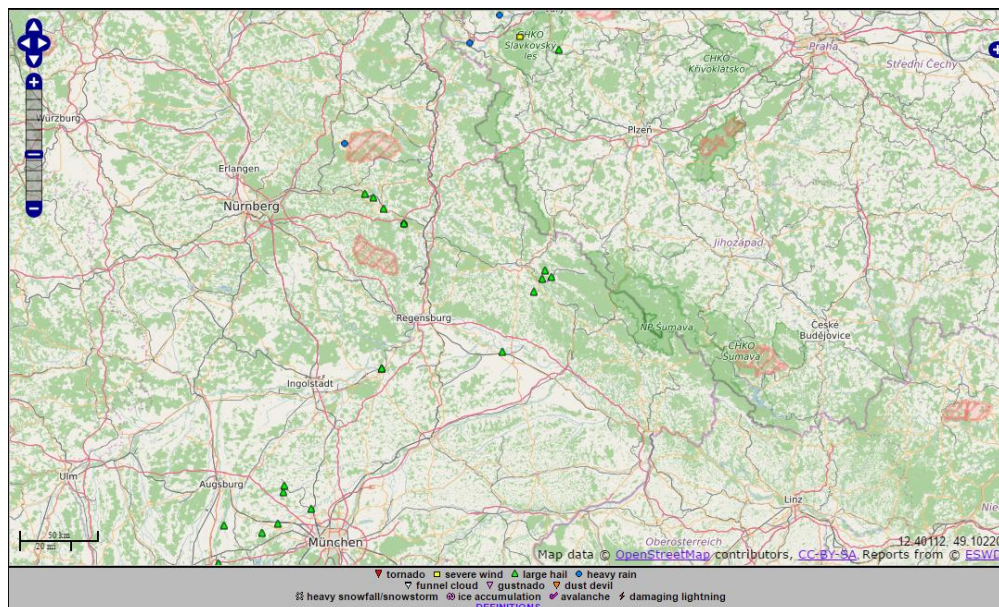 Praha
CHKO
Slavkovský
les
CHKO
Křivoklátsko
Středni Čechy
Würzburg
Plzeň
Erlangen
Nürnberg
Jihozápad
Regensburg
NP Šumava
CHKO
Šumava
České
Budějovice
Ingolstadt
Ulm
Augsburg
Linz
München
Oberösterreich
50 km
20 mi
12.40112, 49.10220
Map data © OpenStreetMap contributors, CC-BY-SA Reports from © ESWD
tornado severe wind large hail heavy rain
funnel cloud gustnado dust devil
heavy snowfall/snowstorm ice accumulation avalanche damaging lightning
DEFINITIONS